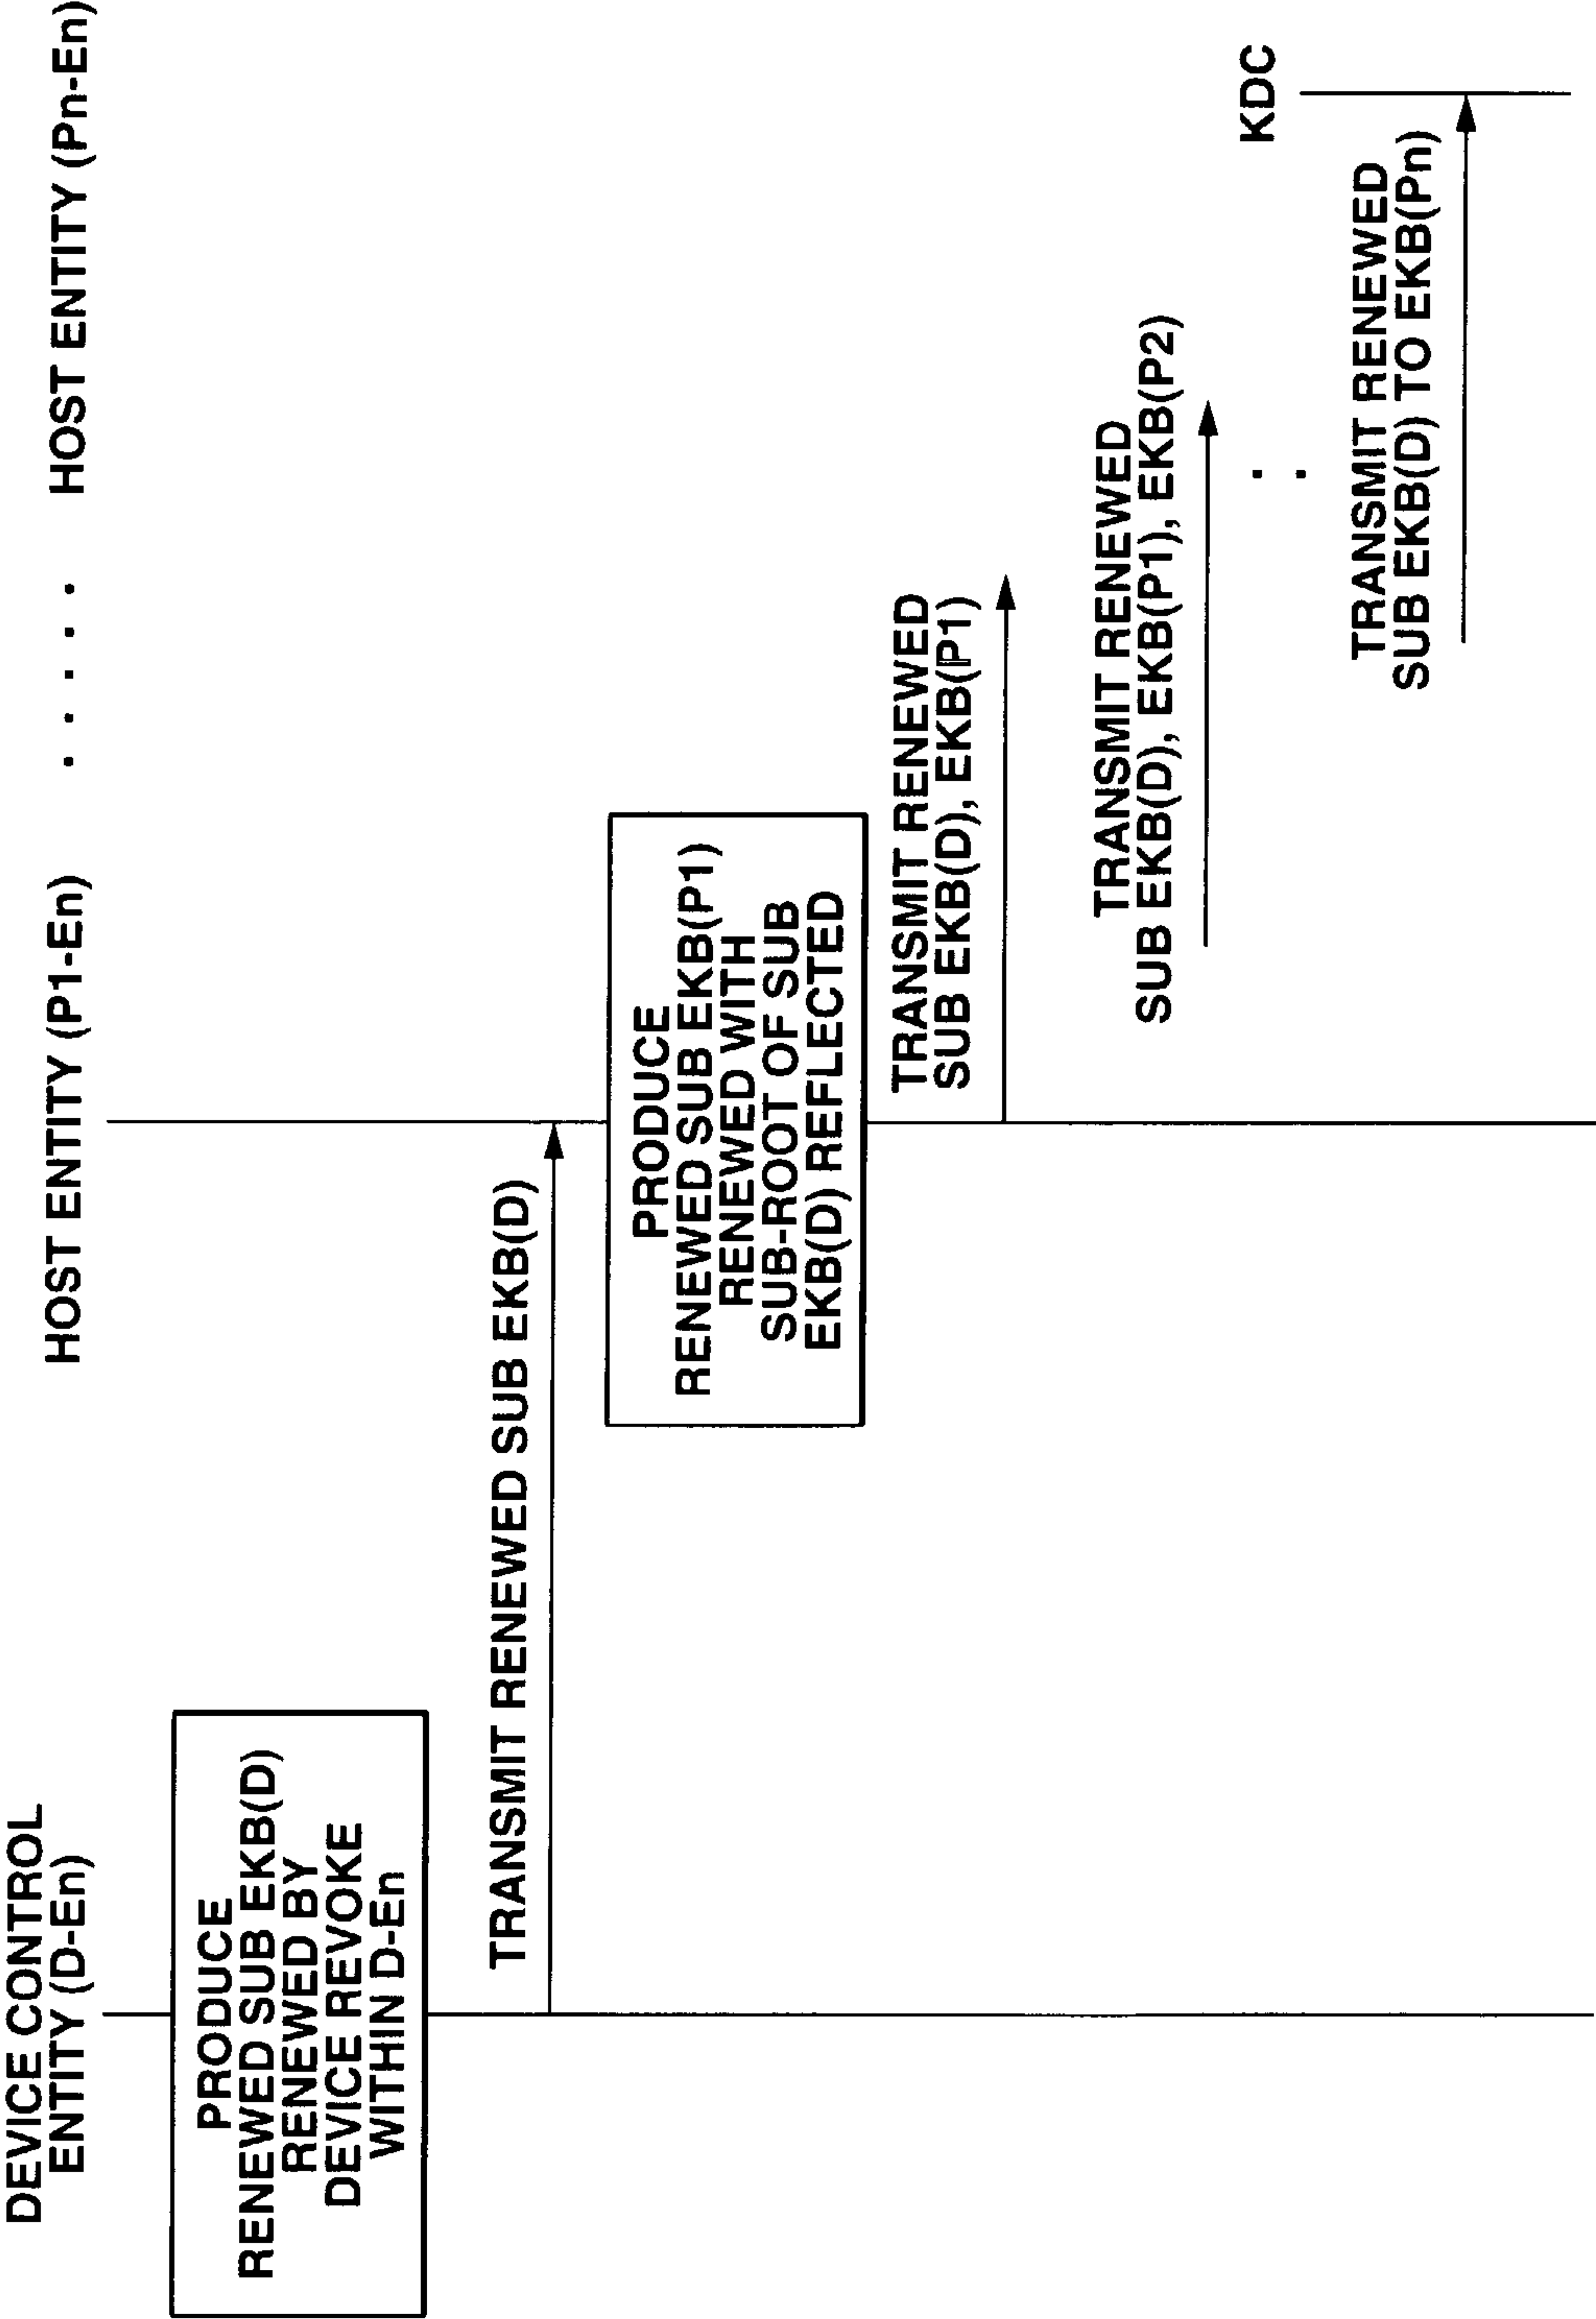 DEVICE CONTROL
ENTITY (D-En)
HOST ENTITY (P1-En)
. . . . .
HOST ENTITY (Pn-En)
PRODUCE
RENEWED SUB EKB(D)
RENEWED BY
DEVICE REVOKE
WITHIN D-En
TRANSMIT RENEWED SUB EKB(D)
PRODUCE
RENEWED SUB EKB(P1)
RENEWED WITH
SUB-ROOT OF SUB
EKB(D) REFLECTED
TRANSMIT RENEWED
SUB EKB(D), EKB(P1)
TRANSMIT RENEWED
SUB EKB(D), EKB(P1), EKB(P2)
KDC
TRANSMIT RENEWED
SUB EKB(D) TO EKB(Pn)